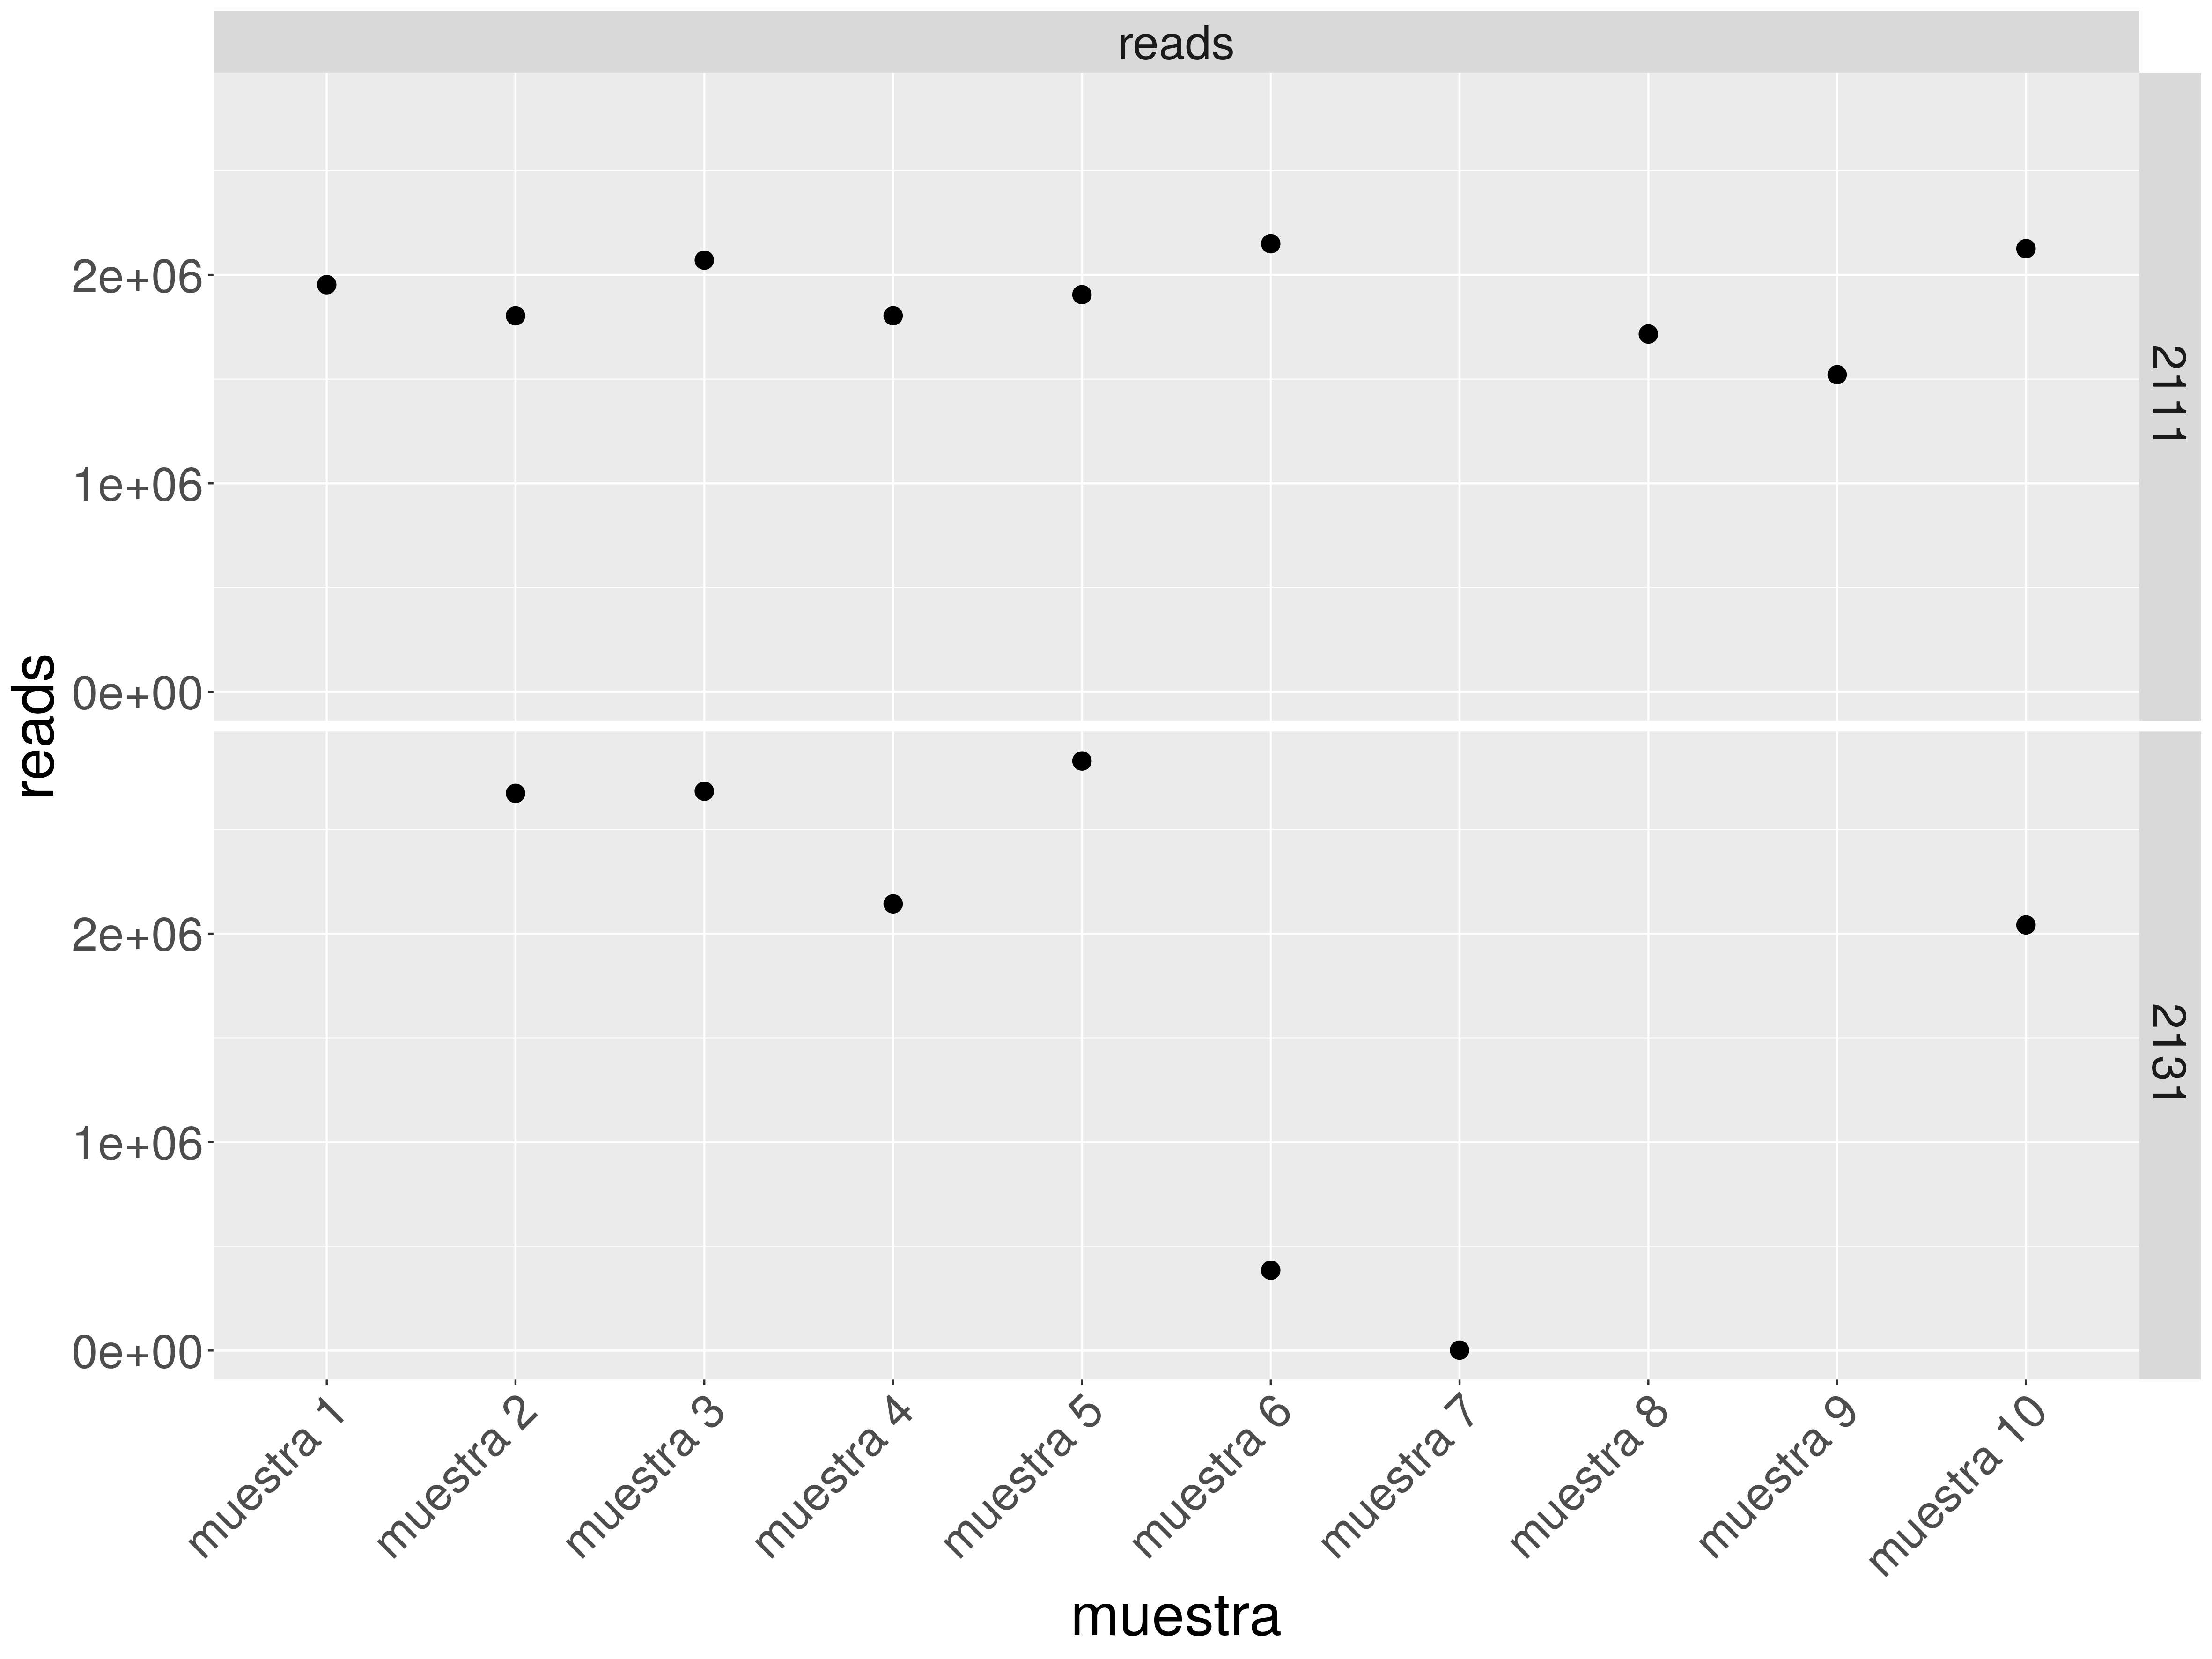 reads
2e+06
1e+06
0e+00
2111
reads
2e+06
1e+06
0e+00
2131
muestra 1
muestra 2
muestra 3
muestra 4
muestra 5
muestra 6
muestra 7
muestra 8
muestra 9
muestra 10
muestra